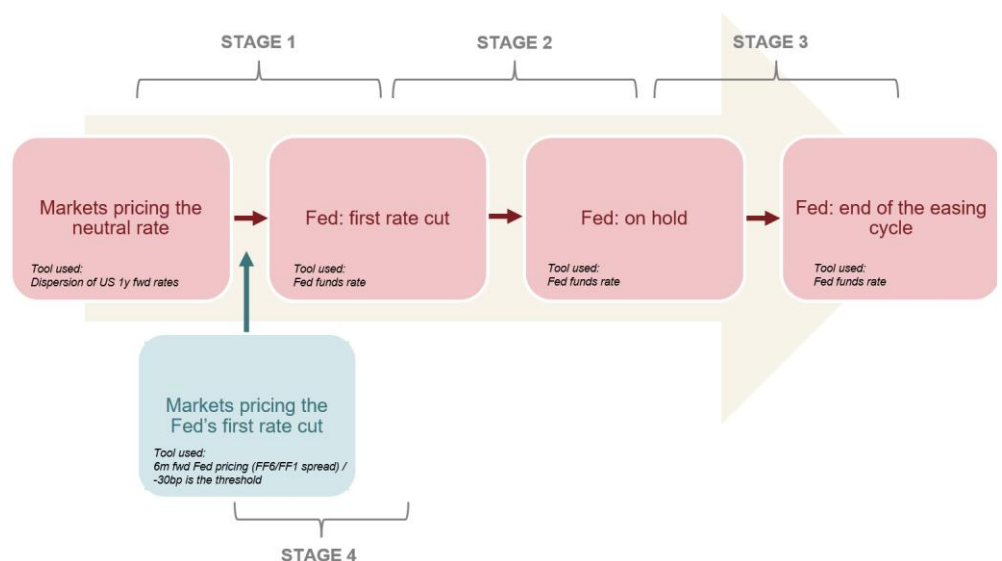 STAGE 1
STAGE 2
STAGE 3
Markets pricing the
neutral rate
Tool used:
Dispersion of US 1y fwd rates
Fed: first rate cut
Tool used:
Fed funds rate
Fed: on hold
Tool used:
Fed funds rate
Fed: end of the easing
cycle
Tool used:
Fed funds rate
Markets pricing the
Fed's first rate cut
Tool used:
6m fwd Fed pricing (FF6/FF1 spread) /
-30bp is the threshold
STAGE 4